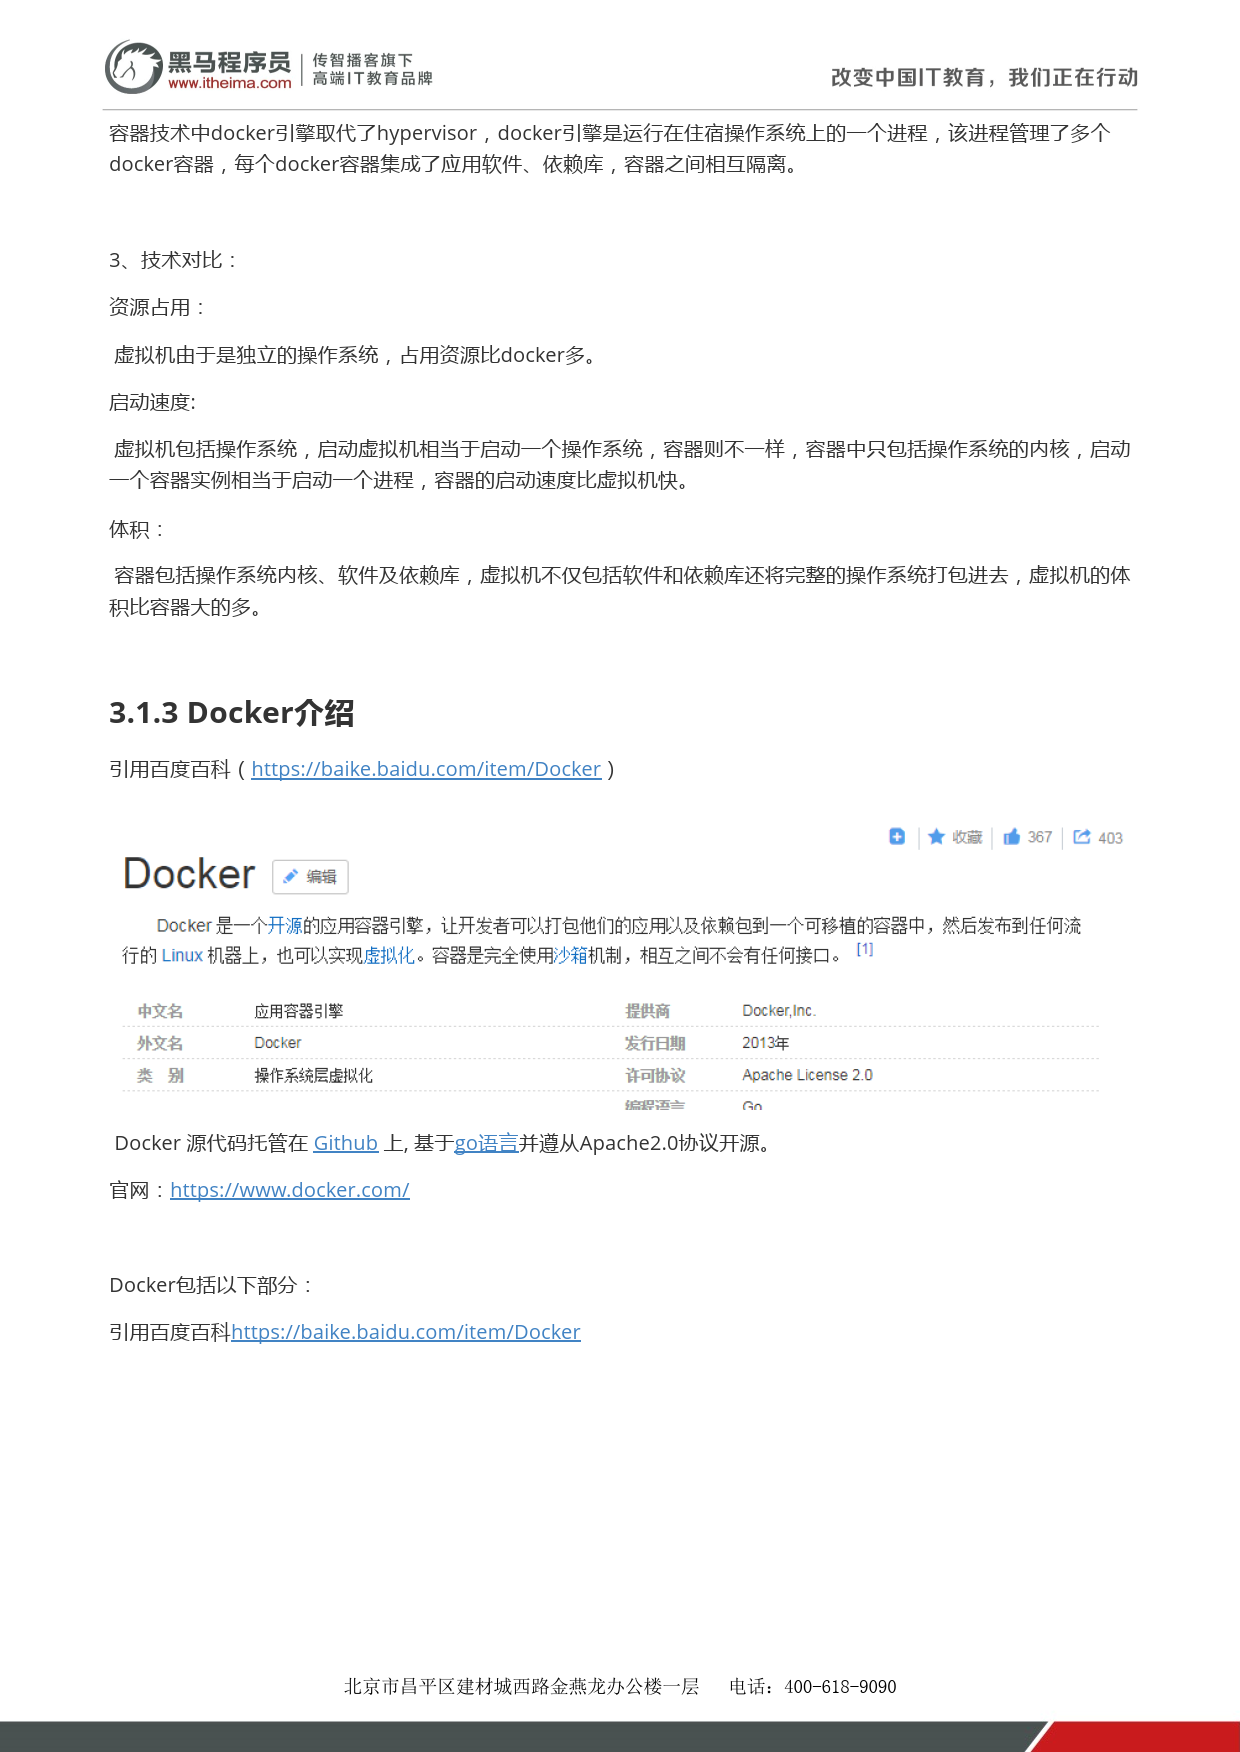 黑马程序员
www.itheima.com
传智播客旗下
高端IT教育品牌
改变中国IT教育，我们正在行动
容器技术中docker引擎取代了hypervisor，docker引擎是运行在住宿操作系统上的一个进程，该进程管理了多个
docker容器，每个docker容器集成了应用软件、依赖库，容器之间相互隔离。
3、技术对比：
资源占用：
虚拟机由于是独立的操作系统，占用资源比docker多。
启动速度:
虚拟机包括操作系统，启动虚拟机相当于启动一个操作系统，容器则不一样，容器中只包括操作系统的内核，启动
一个容器实例相当于启动一个进程，容器的启动速度比虚拟机快。
体积：
容器包括操作系统内核、软件及依赖库，虚拟机不仅包括软件和依赖库还将完整的操作系统打包进去，虚拟机的体
积比容器大的多。
3.1.3 Docker介绍
引用百度百科（https://baike.baidu.com/item/Docker）
收藏 367 403
Docker 编辑
Docker 是一个开源的应用容器引擎，让开发者可以打包他们的应用以及依赖包到一个可移植的容器中，然后发布到任何流
行的 Linux 机器上，也可以实现虚拟化。容器是完全使用沙箱机制，相互之间不会有任何接口。 [1]
中文名 应用容器引擎 提供商 Docker,Inc.
外文名 Docker 发行日期 2013年
类 别 操作系统层虚拟化 许可协议 Apache License 2.0
编程语言 Go
Docker 源代码托管在 Github 上, 基于go语言并遵从Apache2.0协议开源。
官网：https://www.docker.com/
Docker包括以下部分：
引用百度百科https://baike.baidu.com/item/Docker
北京市昌平区建材城西路金燕龙办公楼一层 电话：400-618-9090